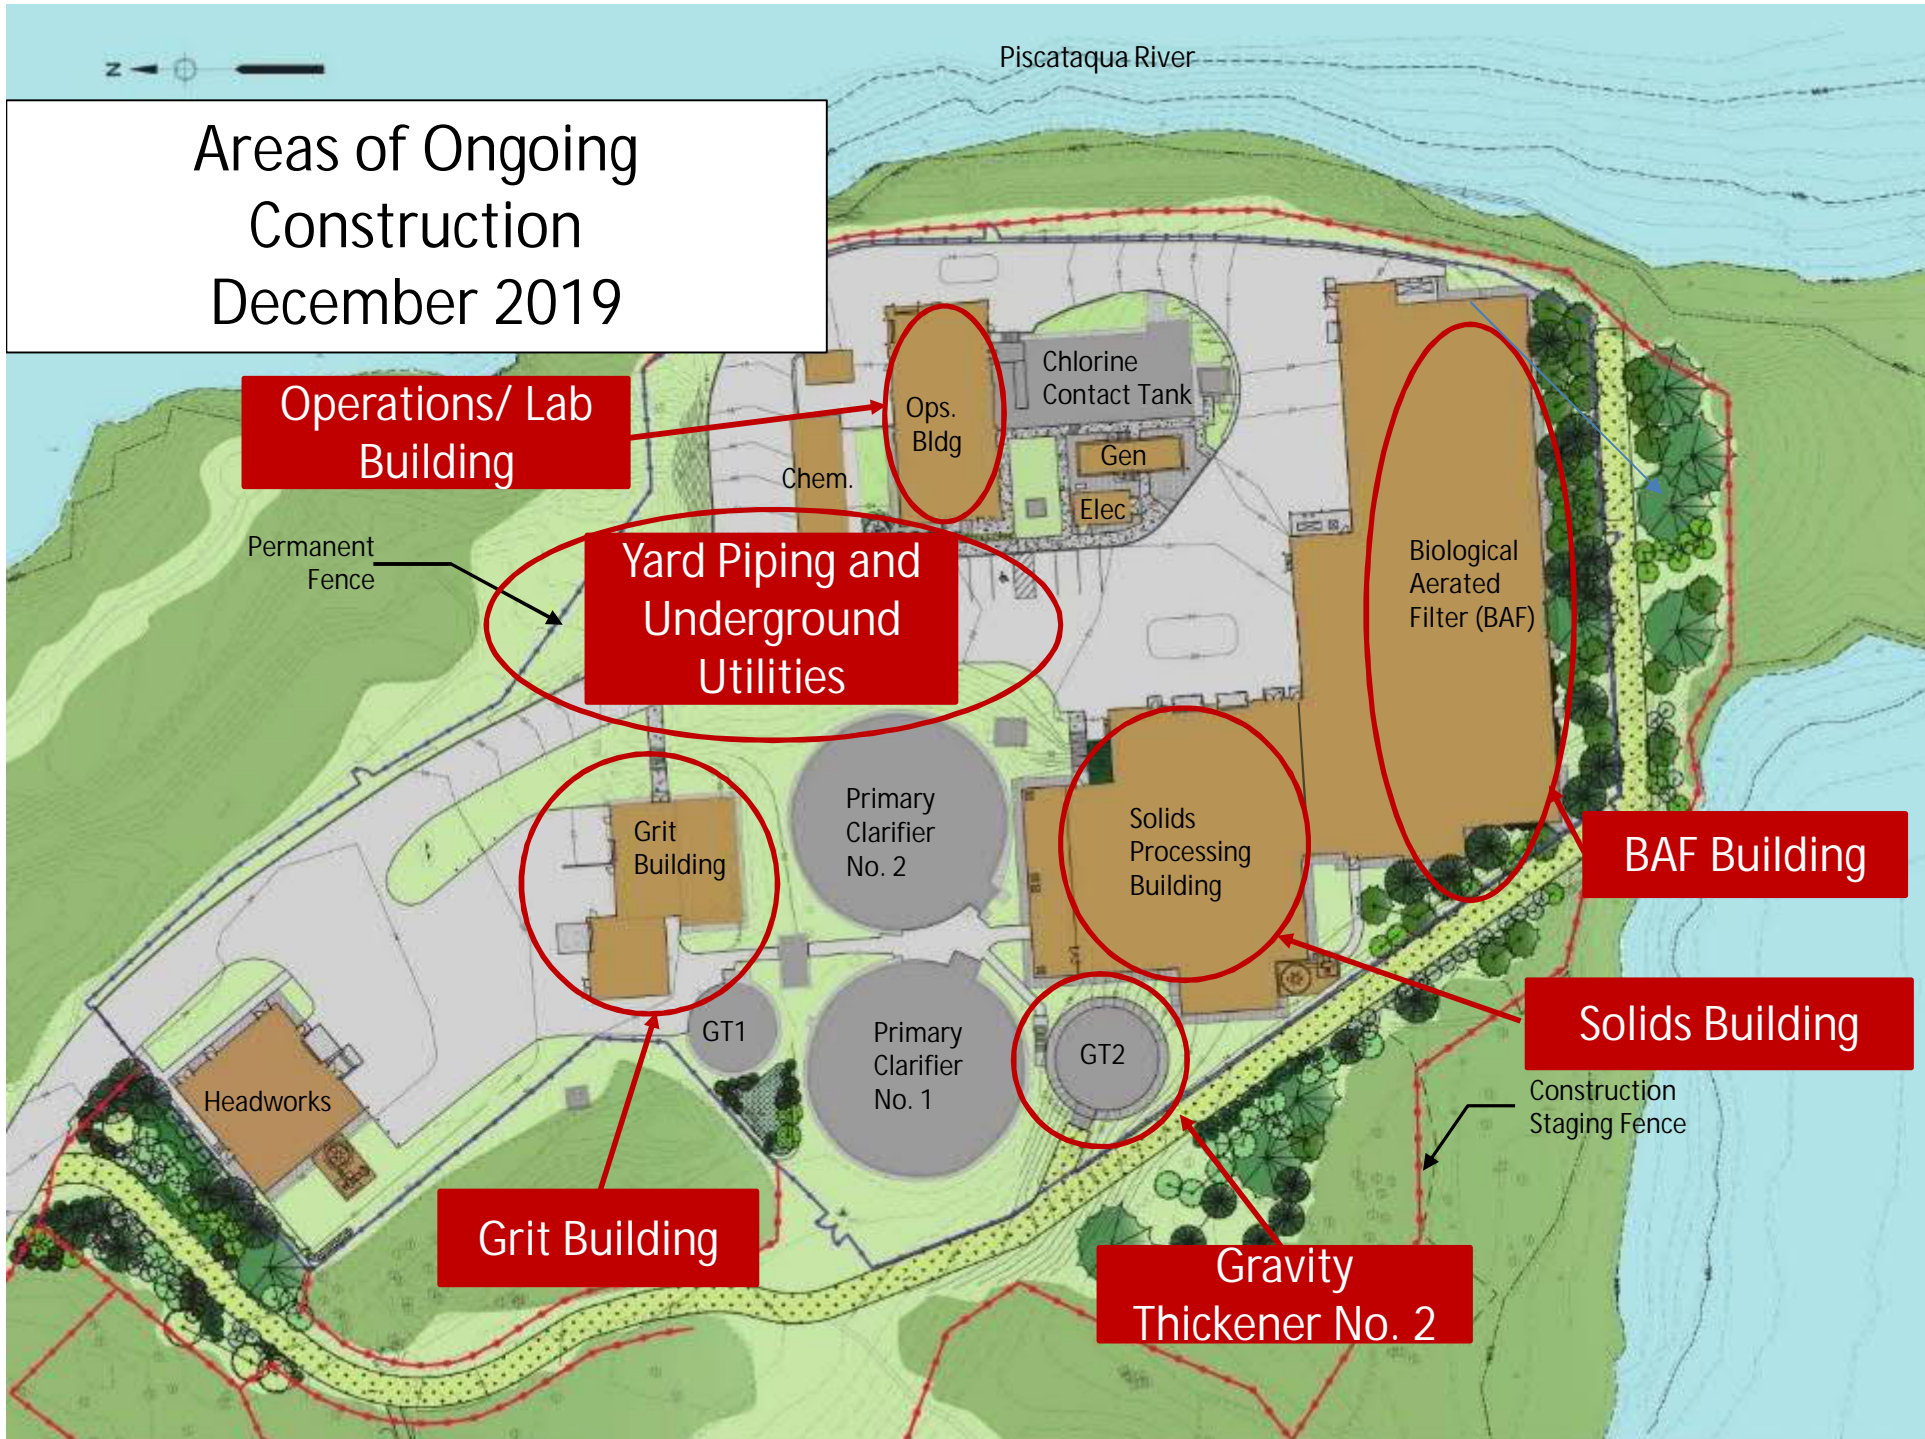 N
Piscataqua River
Areas of Ongoing
Construction
December 2019
Operations/ Lab
Building
Ops.
Bldg
Chlorine
Contact Tank
Gen
Elec
Chem.
Permanent
Fence
Yard Piping and
Underground
Utilities
Biological
Aerated
Filter (BAF)
Grit
Building
Primary
Clarifier
No. 2
Solids
Processing
Building
BAF Building
Solids Building
GT1
Primary
Clarifier
No. 1
GT2
Headworks
Construction
Staging Fence
Grit Building
Gravity
Thickener No. 2